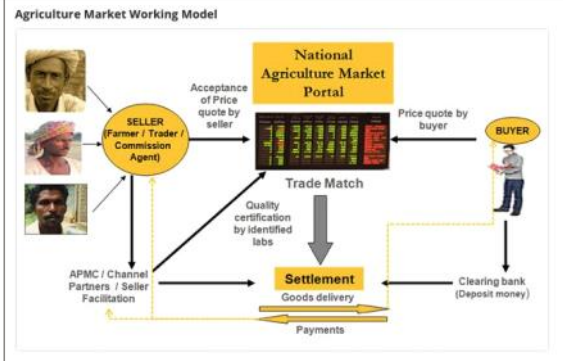 Agriculture Market Working Model
National
Agriculture Market
Portal
Acceptance
of Price
quote by
seller
SELLER
(Farmer / Trader /
Commission
Agent)
Price quote by
buyer
BUYER
Trade Match
Quality
certification
by identified
labs
APMC / Channel
Partners / Seller
Facilitation
Settlement
Goods delivery
Payments
Clearing bank
(Deposit money)